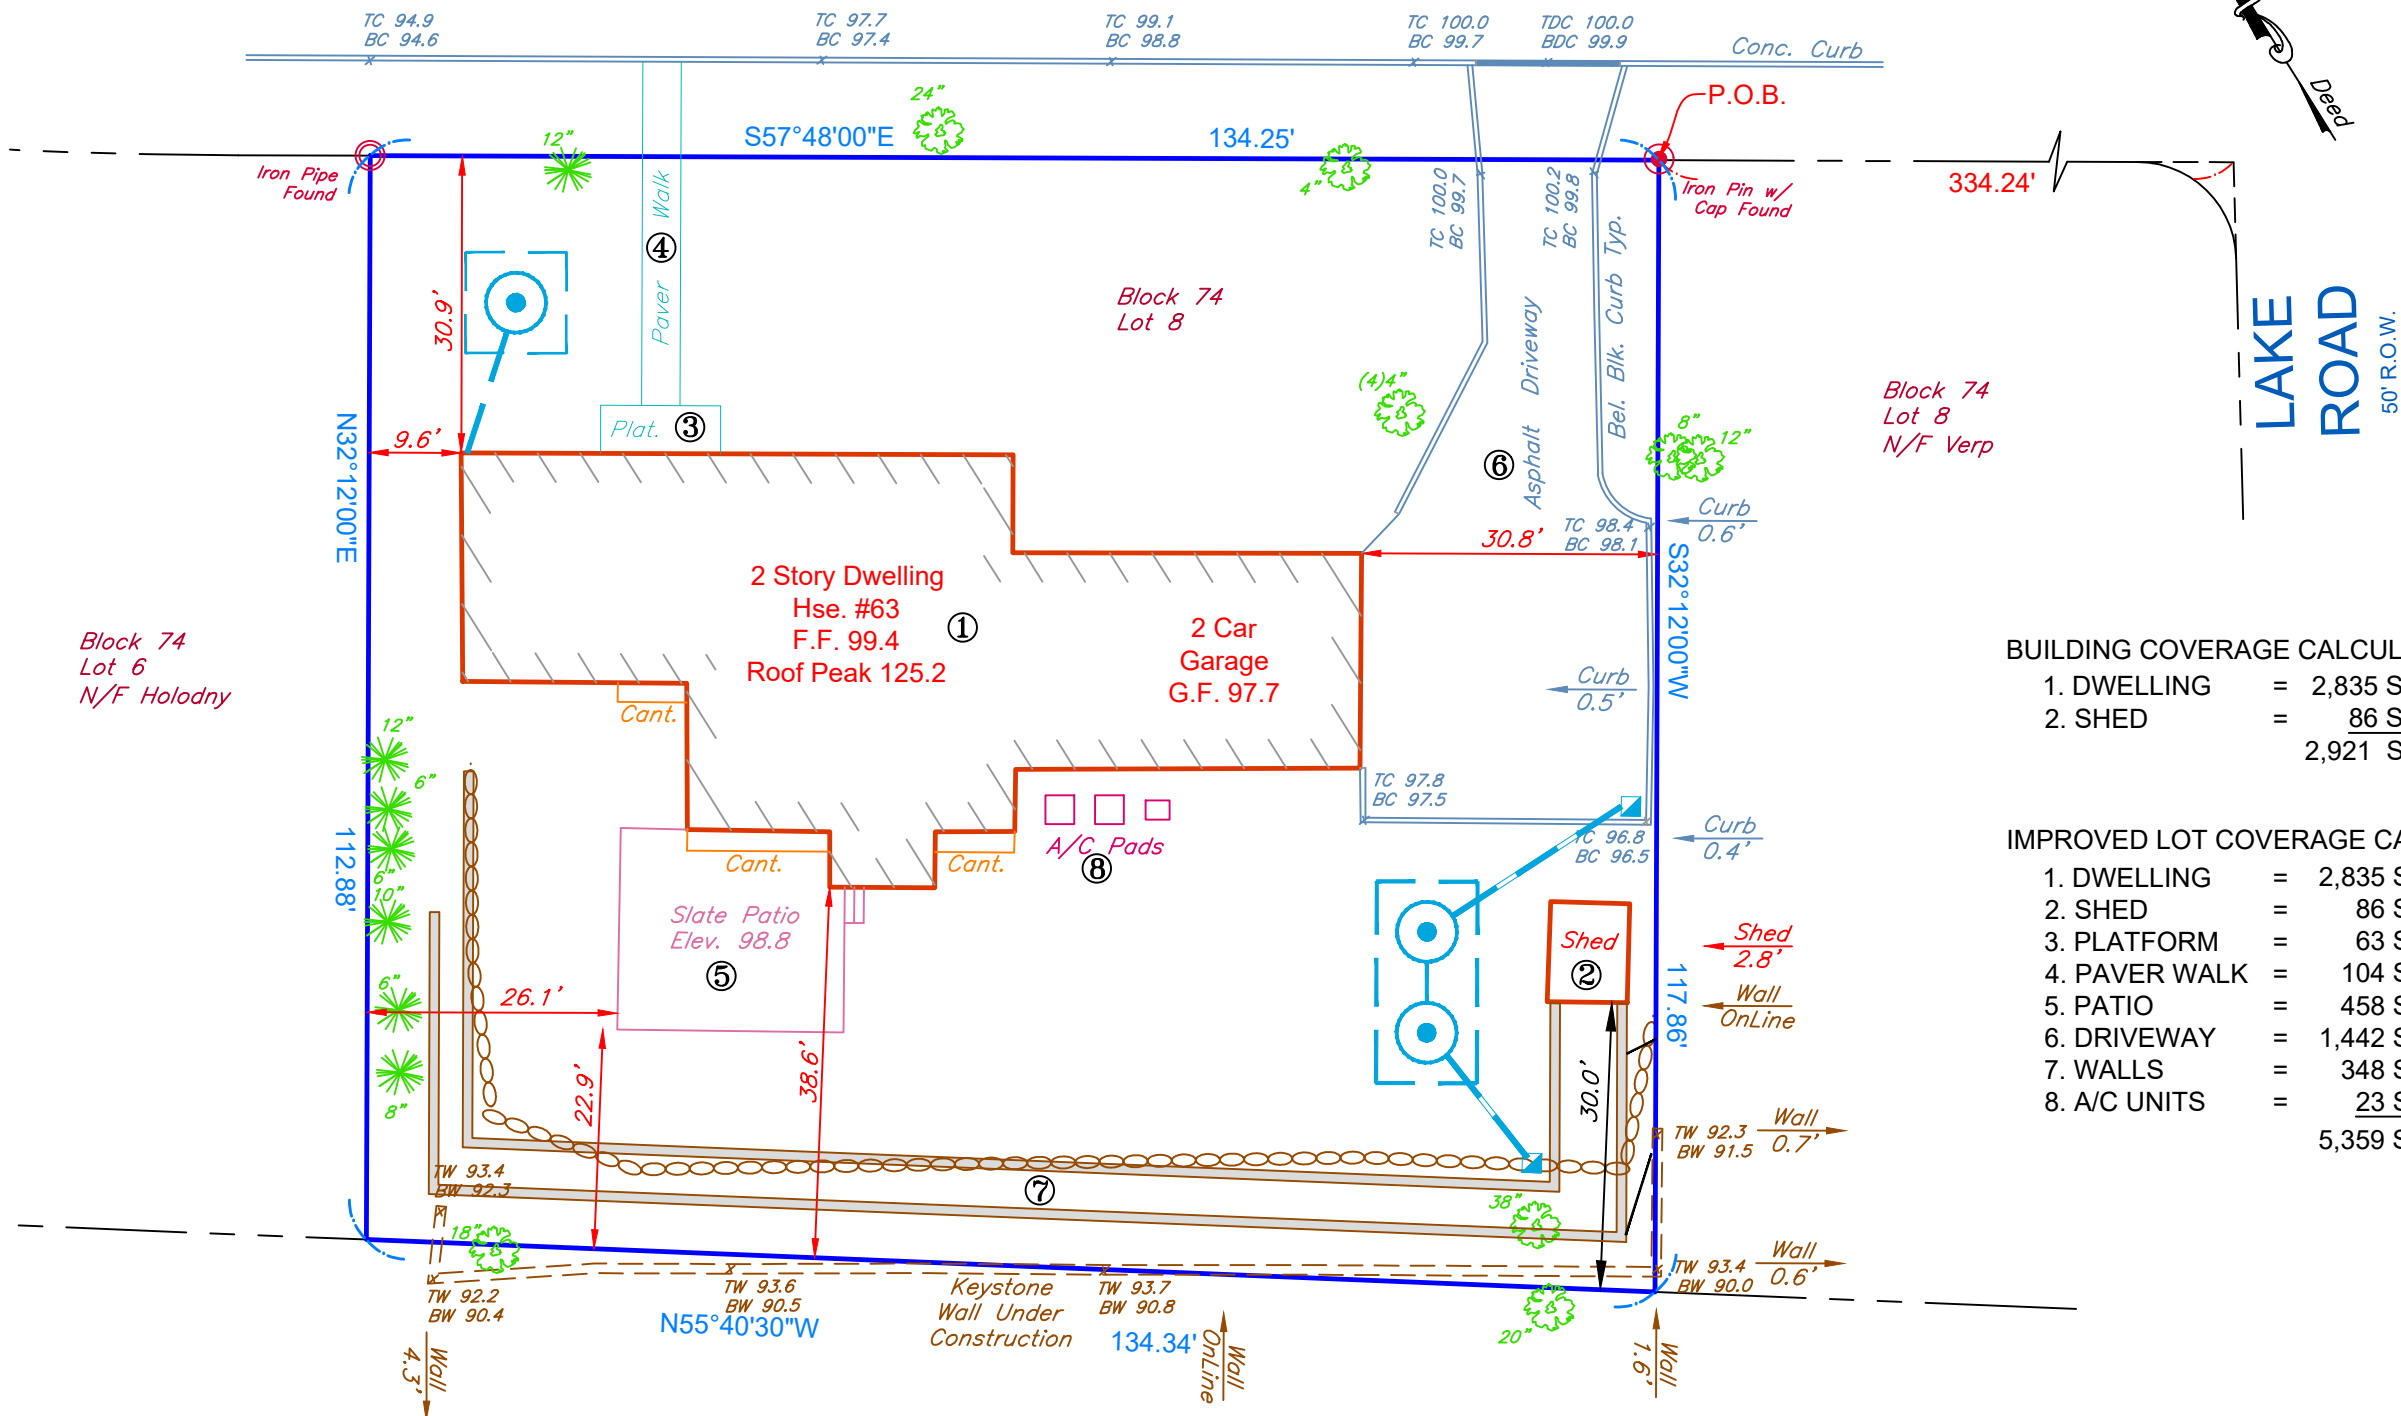 TC 94.9
BC 94.6
TC 97.7
BC 97.4
TC 99.1
BC 98.8
TC 100.0
BC 99.7
TDC 100.0
BDC 99.9
Conc. Curb
Deed
P.O.B.
24"
12"
S57°48'00"E
134.25'
4"
Iron Pipe
Found
Iron Pin w/
Cap Found
334.24'
TC 100.0
BC 99.7
TC 100.2
BC 99.8
Paver Walk
④
30.9'
Block 74
Lot 8
Asphalt Driveway
Bel. Blk. Curb Typ.
LAKE
ROAD
50' R.O.W.
(4)4"
Block 74
Lot 8
N/F Verp
8"
12"
Plat. ③
9.6'
N32°12'00"E
⑥
Curb
0.6'
TC 98.4
BC 98.1
30.8'
S32°12'00"W
2 Story Dwelling
Hse. #63
F.F. 99.4
Roof Peak 125.2
①
2 Car
Garage
G.F. 97.7
Block 74
Lot 6
N/F Holodny
Curb
0.5'
Cant.
12"
6"
6"
10"
6"
8"
112.88'
TC 97.8
BC 97.5
TC 96.8
BC 96.5
Curb
0.4'
A/C Pads
⑧
Cant.
Cant.
Slate Patio
Elev. 98.8
⑤
Shed
②
Shed
2.8'
Wall
OnLine
117.86'
26.1'
22.9'
38.6'
30.0'
Wall
0.7'
TW 92.3
BW 91.5
TW 93.4
BW 92.3
⑦
38"
18"
Wall
0.6'
TW 93.4
BW 90.0
TW 92.2
BW 90.4
TW 93.6
BW 90.5
Keystone
Wall Under
Construction
TW 93.7
BW 90.8
N55°40'30"W
134.34'
20"
Wall
4.3'
Wall
OnLine
Wall
1.6'
BUILDING COVERAGE CALCUL
1. DWELLING = 2,835 S
2. SHED = 86 S
2,921 S
IMPROVED LOT COVERAGE CA
1. DWELLING = 2,835 S
2. SHED = 86 S
3. PLATFORM = 63 S
4. PAVER WALK = 104 S
5. PATIO = 458 S
6. DRIVEWAY = 1,442 S
7. WALLS = 348 S
8. A/C UNITS = 23 S
5,359 S